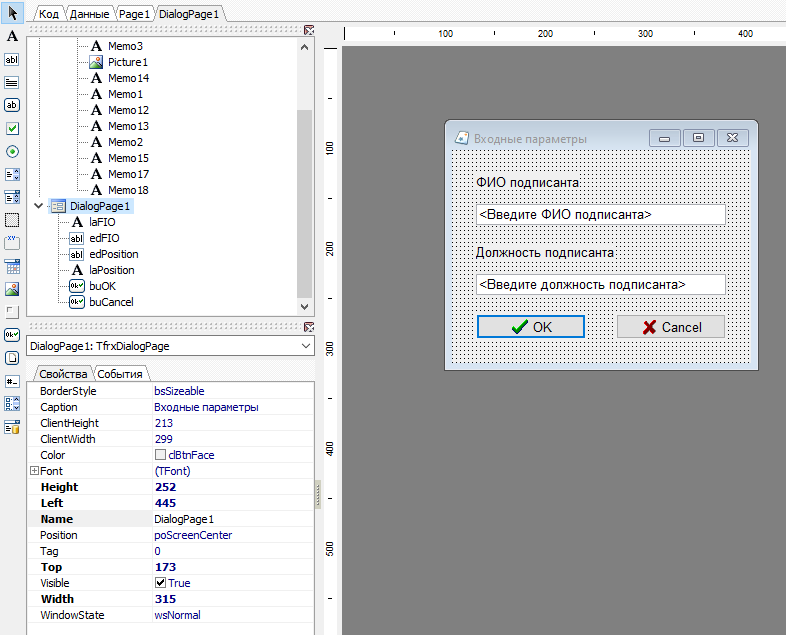 Код Данные Page1 DialogPage1
A
abl
ab
XY
Ok
#..
Memo3
Picture1
Memo14
Memo1
Memo12
Memo13
Memo2
Memo15
Memo17
Memo18
DialogPage1
laFIO
edFIO
edPosition
laPosition
buOK
buCancel
DialogPage1: TfrxDialogPage
Свойства События
BorderStyle bsSizeable
Caption Входные параметры
ClientHeight 213
ClientWidth 299
Color clBtnFace
Font (TFont)
Height 252
Left 445
Name DialogPage1
Position poScreenCenter
Tag 0
Top 173
Visible True
Width 315
WindowState wsNormal
100 200 300 400
100
200
300
400
500
Входные параметры
ФИО подписанта:
<Введите ФИО подписанта>
Должность подписанта
<Введите должность подписанта>
OK Cancel